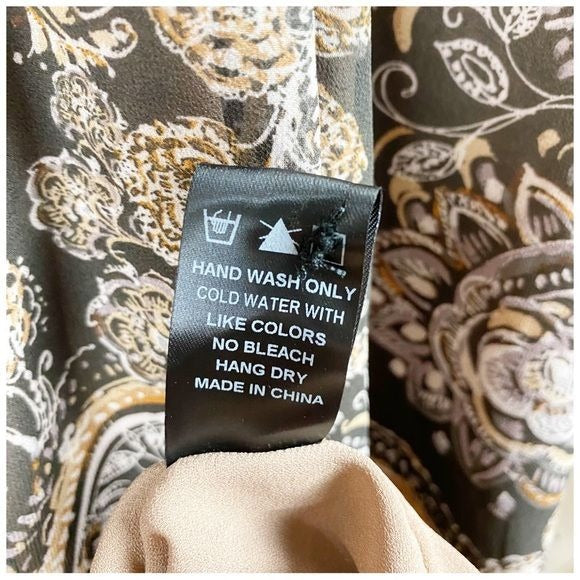 HAND WASH ONLY
COLD WATER WITH
LIKE COLORS
NO BLEACH
HANG DRY
MADE IN CHINA